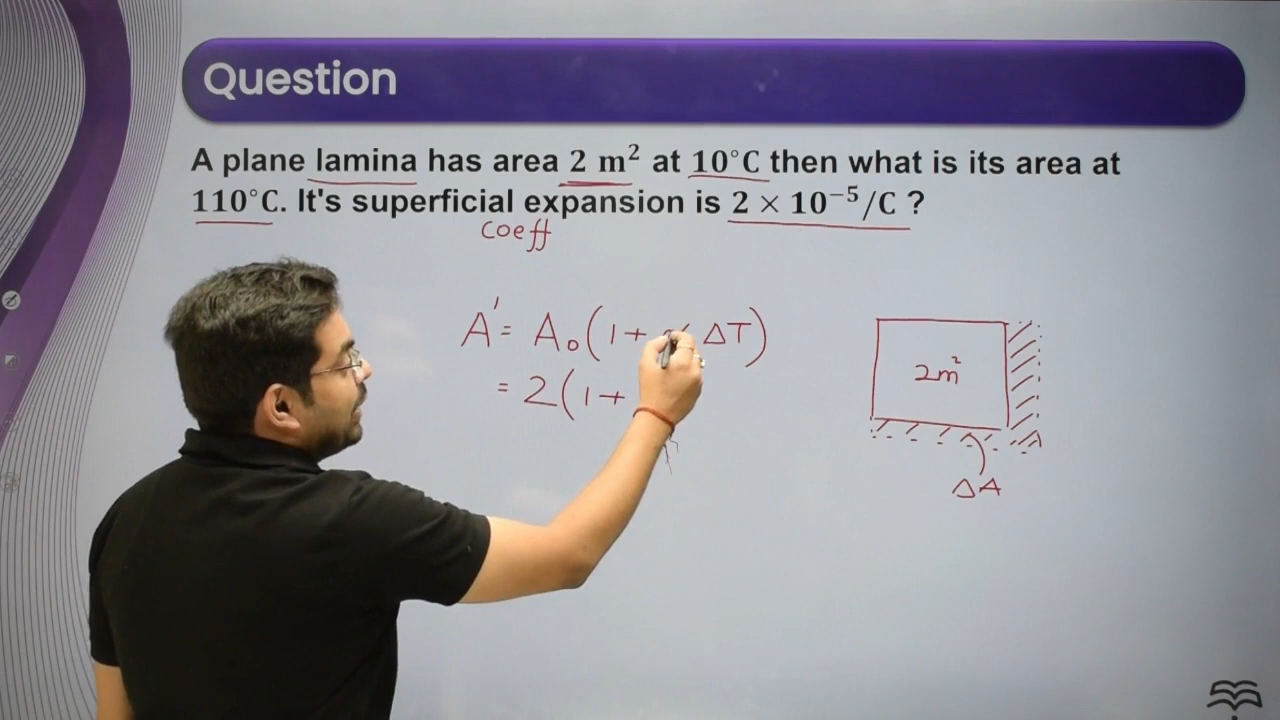 Question
A plane lamina has area 2 m² at 10°C then what is its area at
110°C. It's superficial expansion is 2 × 10⁻⁵/C ?
coeff
A' = A₀(1+ ΔT)
= 2(1+
2m²
ΔA